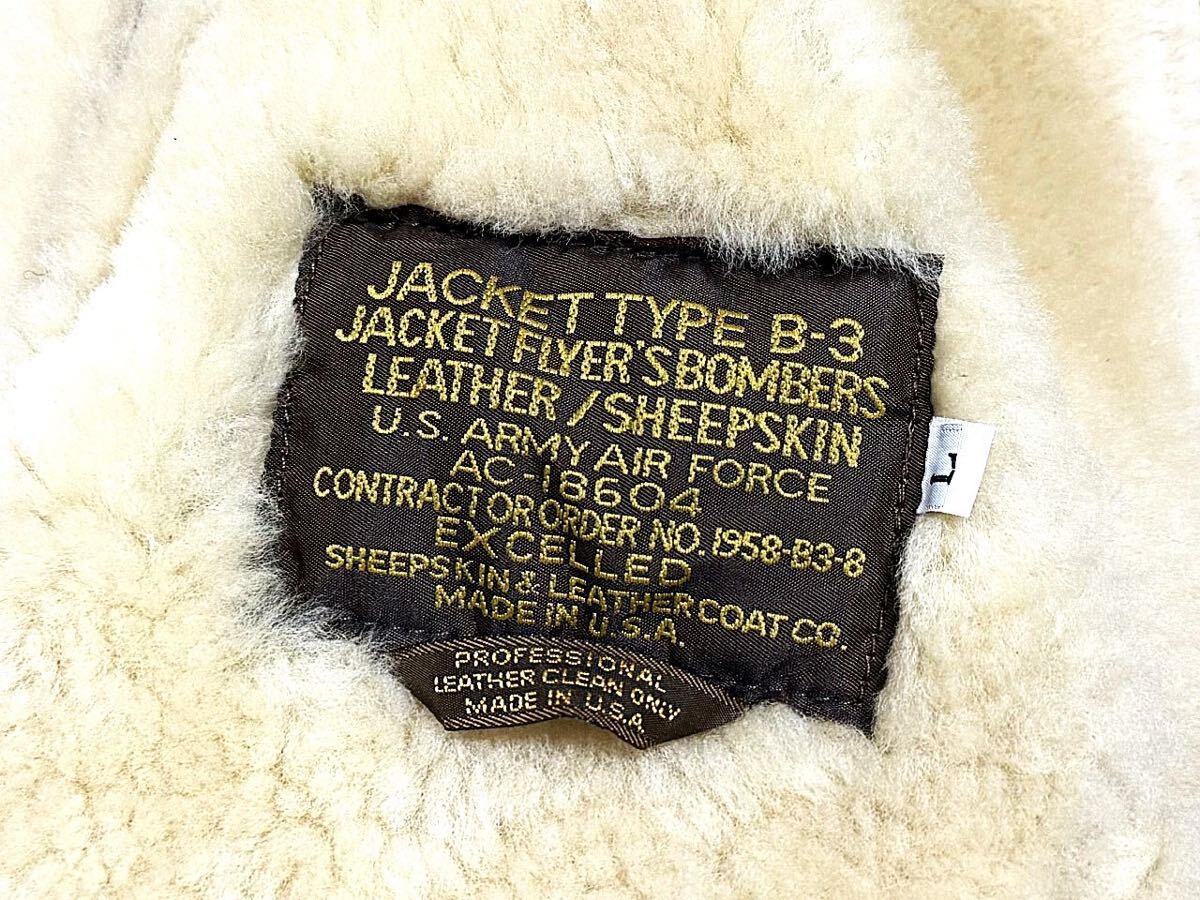 JACKET TYPE B-3
JACKET FLYER'S BOMBERS
LEATHER/SHEEPSKIN
U.S. ARMY AIR FORCE
AC-18604
CONTRACT OR ORDER NO. 1958-B3-8
EXCELLED
SHEEPSKIN & LEATHER COAT CO.
MADE IN U.S.A.
L
PROFESSIONAL
LEATHER CLEAN ONLY
MADE IN U.S.A.